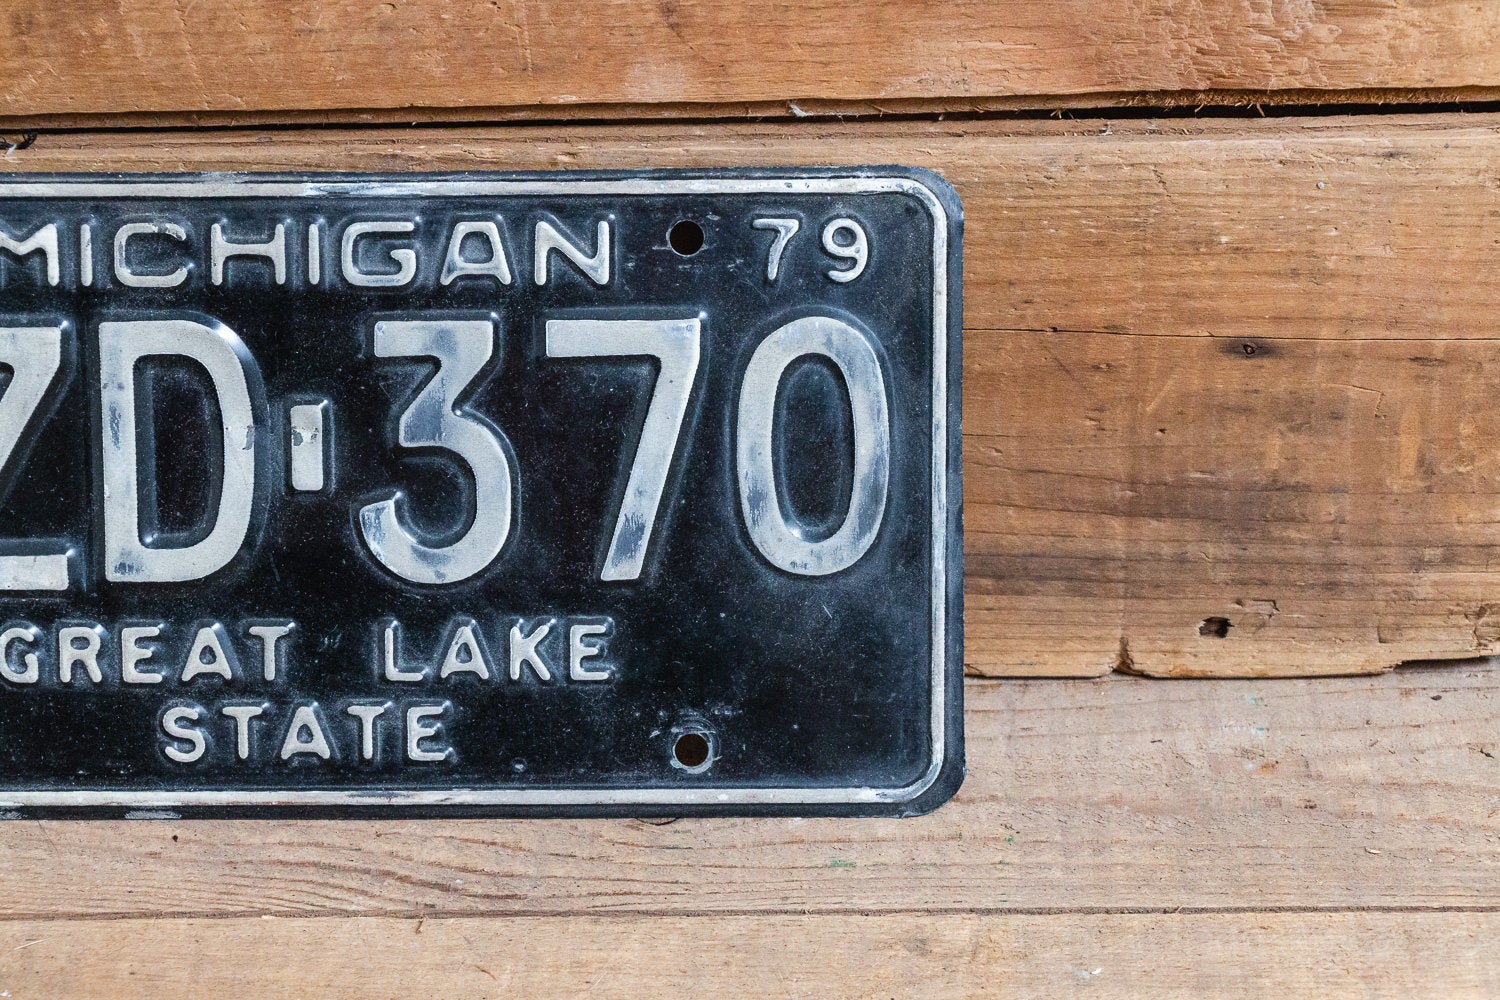 MICHIGAN 79
ZD-370
GREAT LAKE
STATE